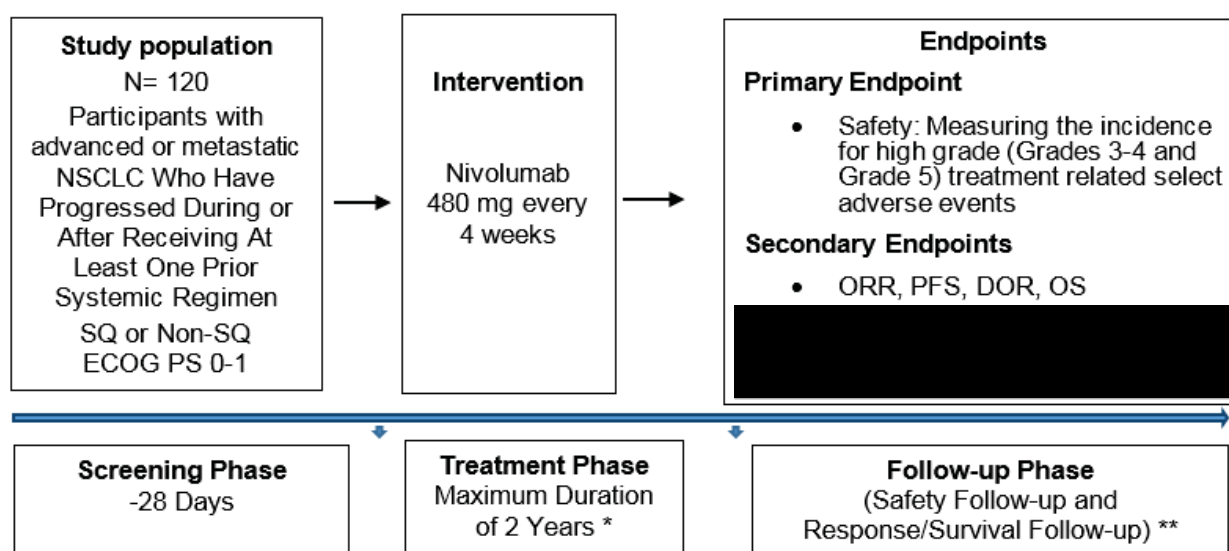 Study population
N= 120
Participants with
advanced or metastatic
NSCLC Who Have
Progressed During or
After Receiving At
Least One Prior
Systemic Regimen
SQ or Non-SQ
ECOG PS 0-1
Intervention
Nivolumab
480 mg every
4 weeks
Endpoints
Primary Endpoint
• Safety: Measuring the incidence
for high grade (Grades 3-4 and
Grade 5) treatment related select
adverse events
Secondary Endpoints
• ORR, PFS, DOR, OS
Screening Phase
-28 Days
Treatment Phase
Maximum Duration
of 2 Years *
Follow-up Phase
(Safety Follow-up and
Response/Survival Follow-up) **